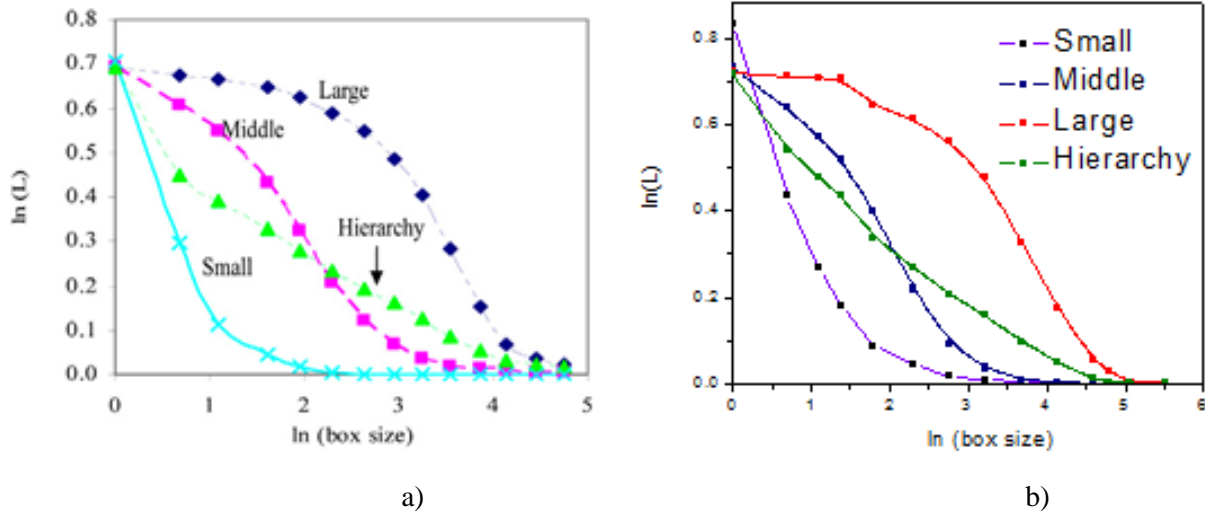 0.8
0.7
0.6
0.5
0.4
0.3
0.2
0.1
0.0
ln (L)
Large
Middle
Hierarchy
Small
0 1 2 3 4 5
ln (box size)
a)
0.8
0.6
0.4
0.2
0.0
ln(L)
Small
Middle
Large
Hierarchy
0 1 2 3 4 5 6
ln (box size)
b)